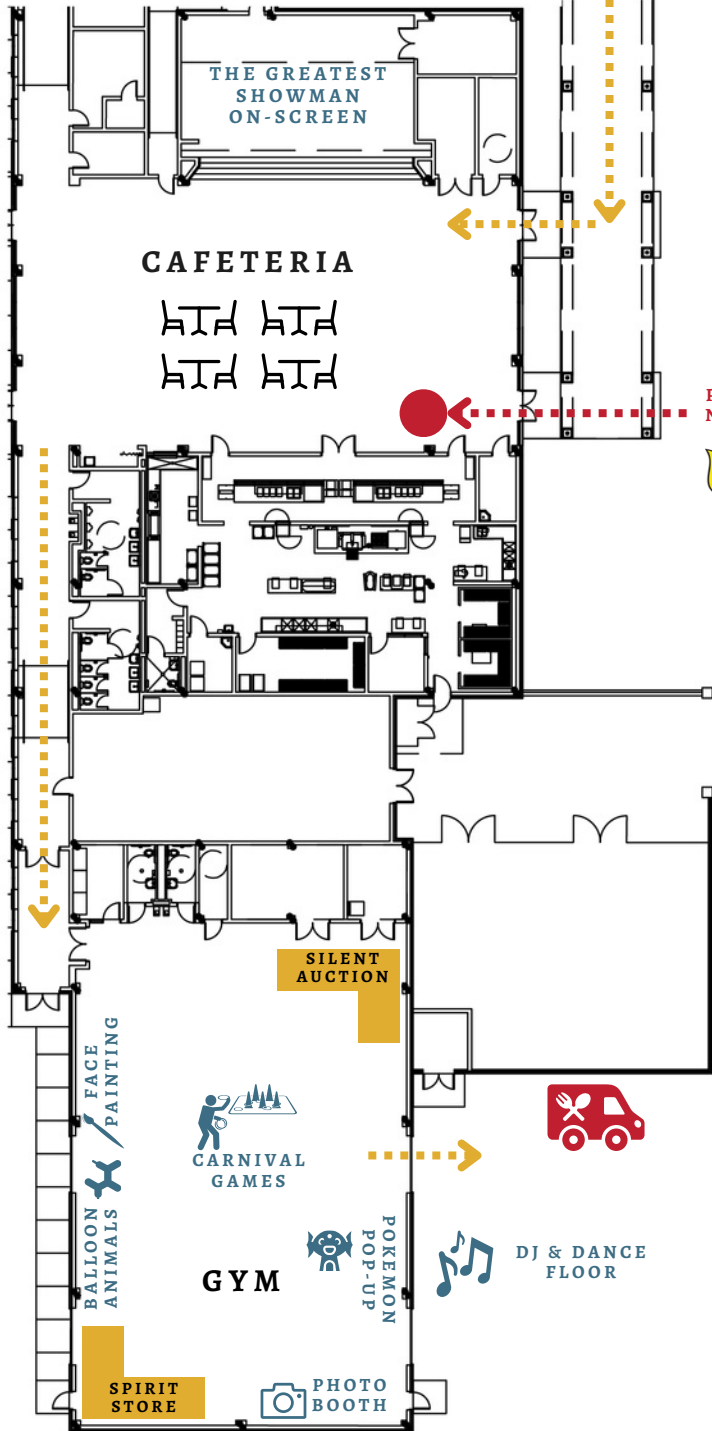 THE GREATEST
SHOWMAN
ON-SCREEN
CAFETERIA
SILENT
AUCTION
FACE
PAINTING
CARNIVAL
GAMES
BALLOON
ANIMALS
POKEMON
POP-UP
DJ & DANCE
FLOOR
GYM
SPIRIT
STORE
PHOTO
BOOTH